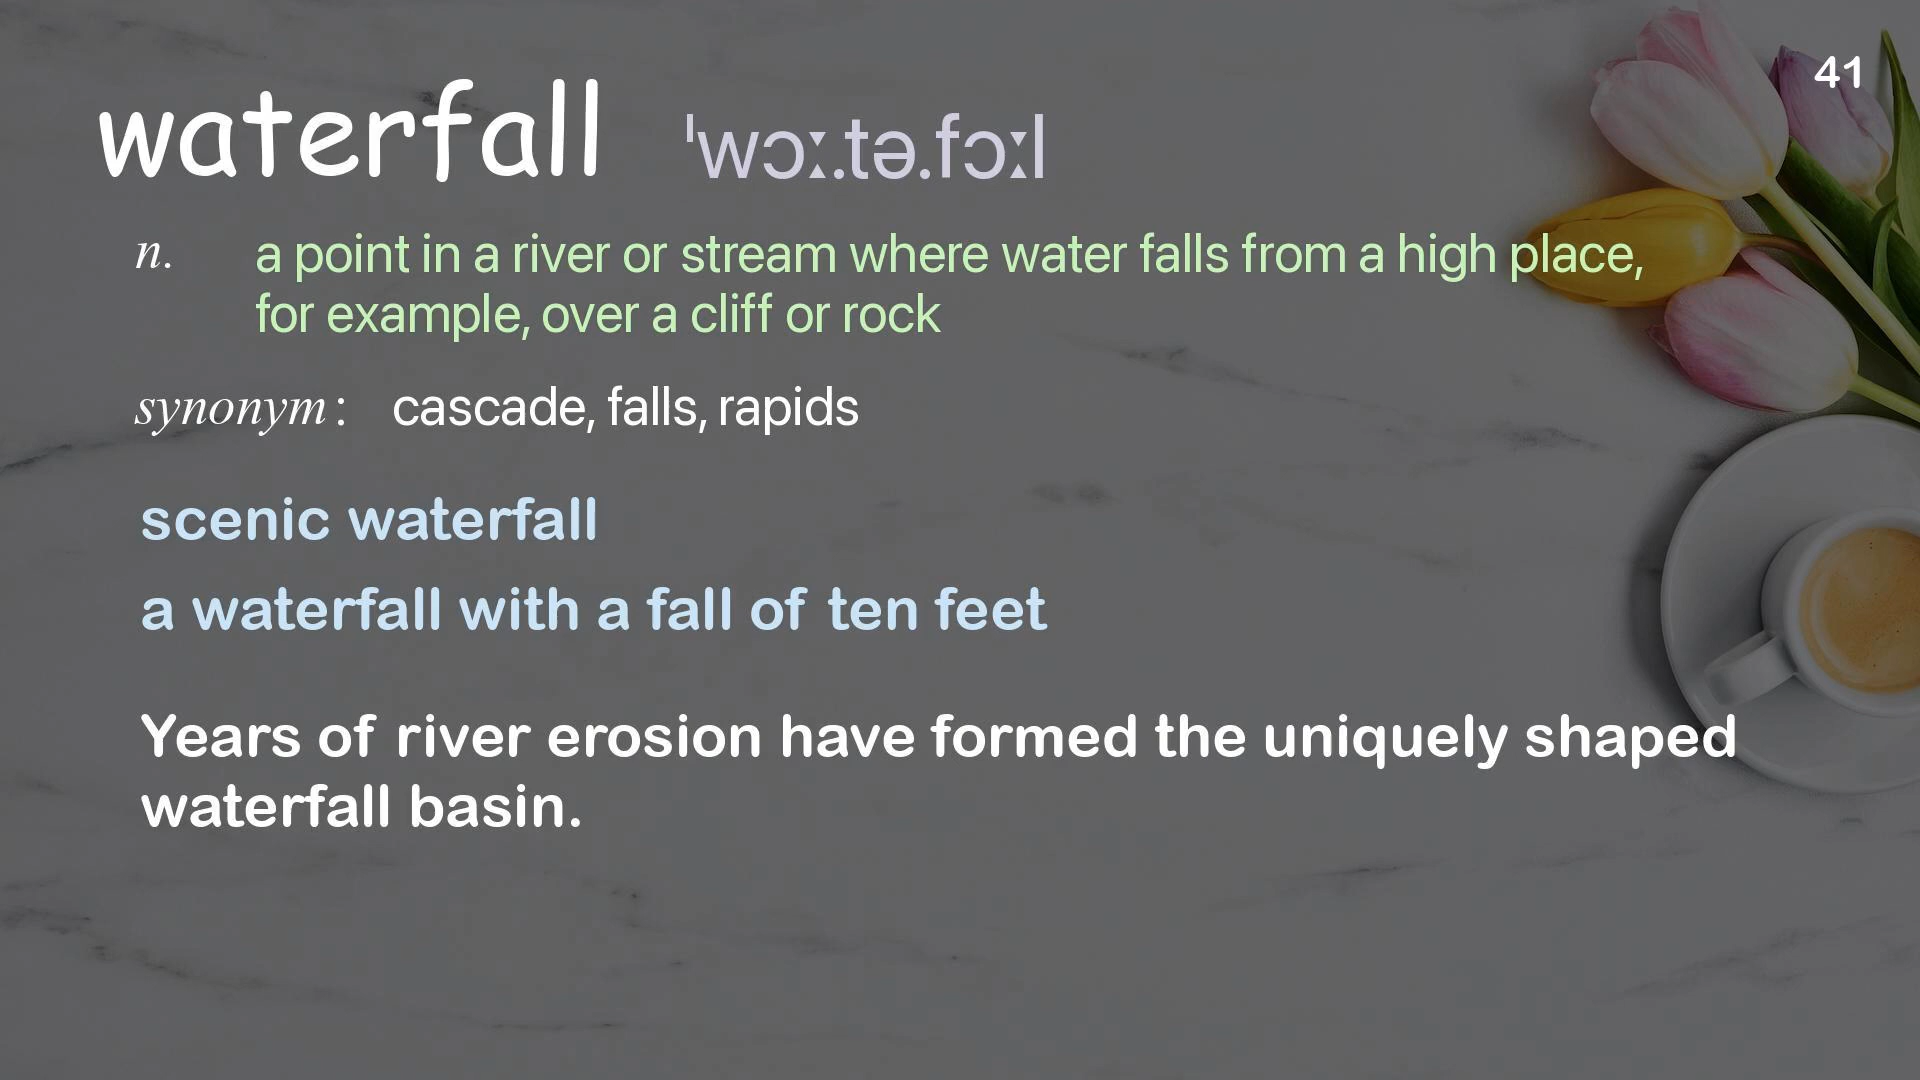 41
waterfall ˈwɔː.tə.fɔːl
n. a point in a river or stream where water falls from a high place,
for example, over a cliff or rock
synonym: cascade, falls, rapids
scenic waterfall
a waterfall with a fall of ten feet
Years of river erosion have formed the uniquely shaped
waterfall basin.